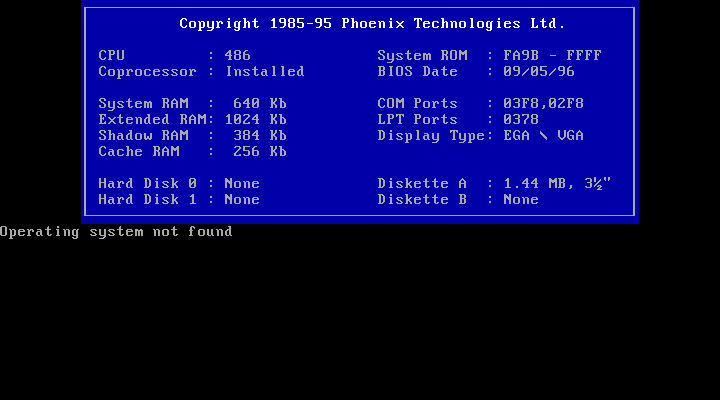 Copyright 1985-95 Phoenix Technologies Ltd.
CPU : 486 System ROM : FA9B - FFFF
Coprocessor : Installed BIOS Date : 09/05/96
System RAM : 640 Kb COM Ports : 03F8,02F8
Extended RAM: 1024 Kb LPT Ports : 0378
Shadow RAM : 384 Kb Display Type: EGA \ VGA
Cache RAM : 256 Kb
Hard Disk 0 : None Diskette A : 1.44 MB, 3½"
Hard Disk 1 : None Diskette B : None
Operating system not found